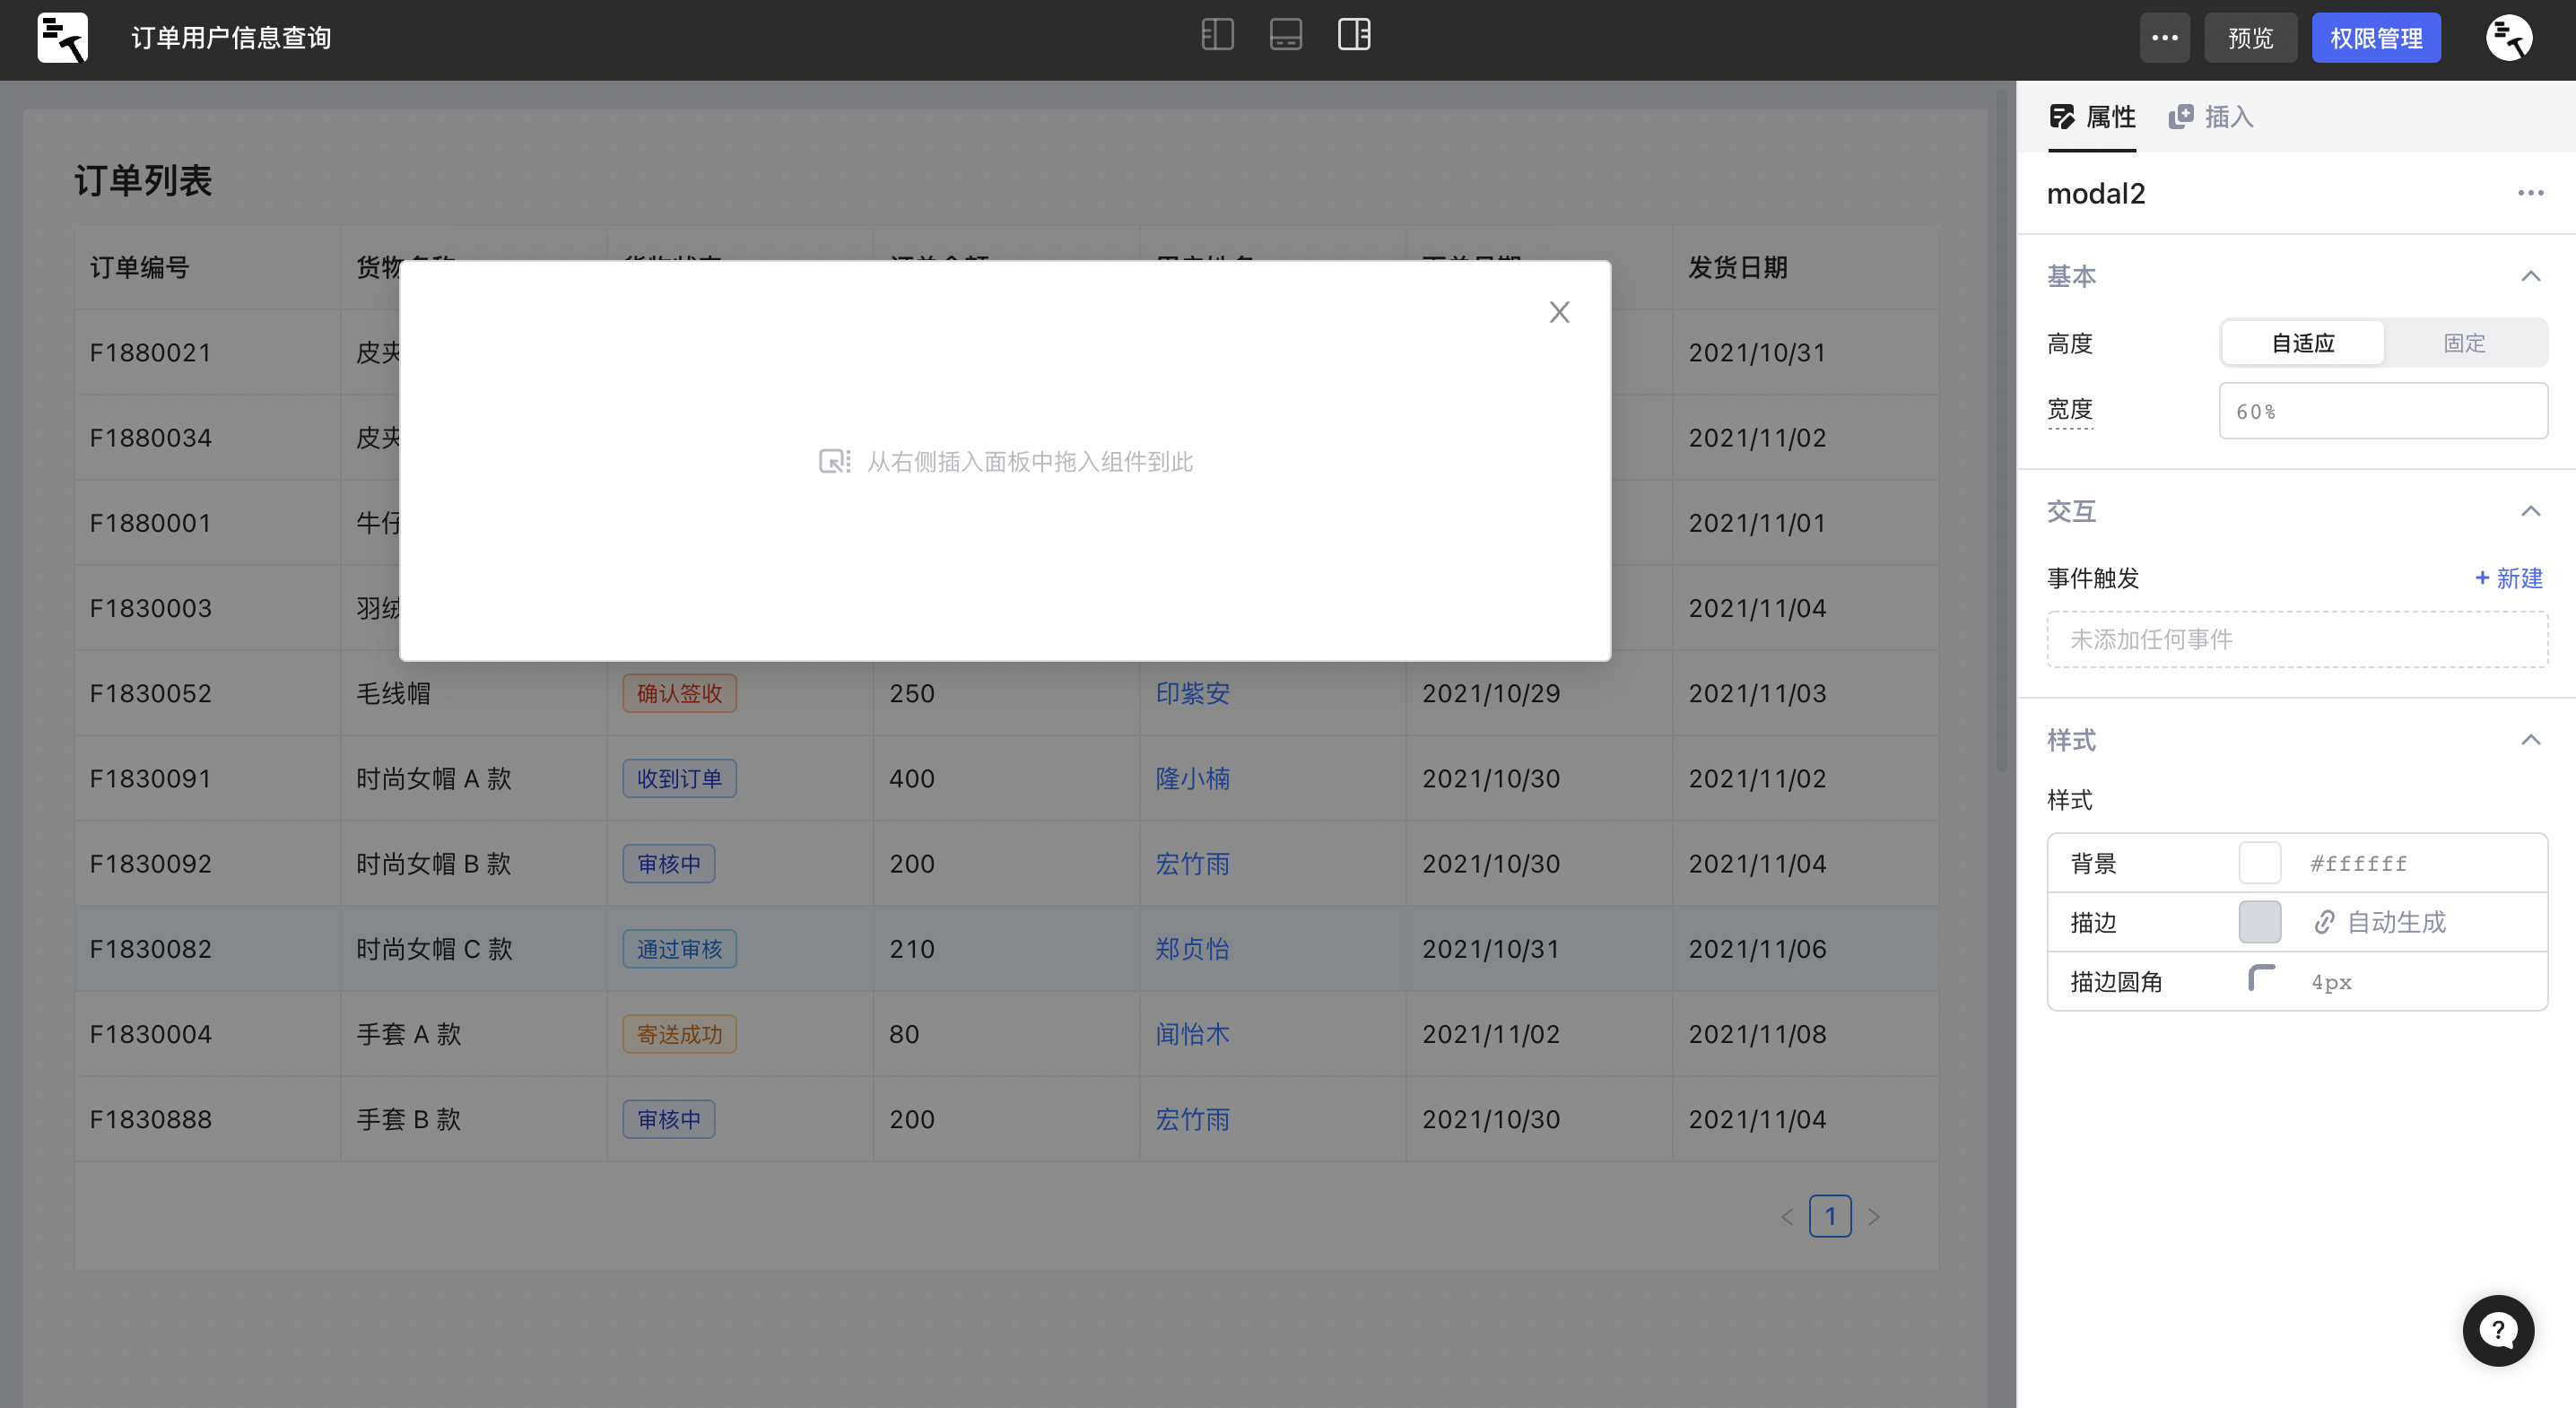 订单用户信息查询
预览
权限管理
订单列表
订单编号
发货日期
F1880021
皮夹
2021/10/31
F1880034
皮夹
2021/11/02
F1880001
牛仔
2021/11/01
F1830003
羽绒
2021/11/04
F1830052 毛线帽 确认签收 250 印紫安 2021/10/29 2021/11/03
F1830091 时尚女帽 A 款 收到订单 400 隆小楠 2021/10/30 2021/11/02
F1830092 时尚女帽 B 款 审核中 200 宏竹雨 2021/10/30 2021/11/04
F1830082 时尚女帽 C 款 通过审核 210 郑贞怡 2021/10/31 2021/11/06
F1830004 手套 A 款 寄送成功 80 闻怡木 2021/11/02 2021/11/08
F1830888 手套 B 款 审核中 200 宏竹雨 2021/10/30 2021/11/04
1
从右侧插入面板中拖入组件到此
属性 插入
modal2
基本
高度 自适应 固定
宽度 60%
交互
事件触发 + 新建
未添加任何事件
样式
样式
背景 #ffffff
描边 自动生成
描边圆角 4px